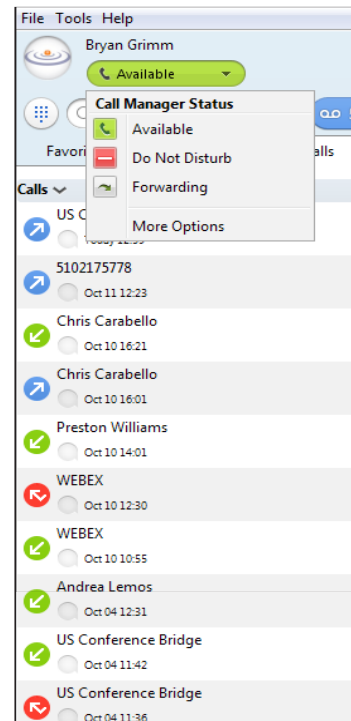 File Tools Help
Bryan Grimm
Available
Call Manager Status
Available
Do Not Disturb
Forwarding
More Options
Favori
alls
Calls
US C
Today 12:59
5102175778
Oct 11 12:23
Chris Carabello
Oct 10 16:21
Chris Carabello
Oct 10 16:01
Preston Williams
Oct 10 14:01
WEBEX
Oct 10 12:30
WEBEX
Oct 10 10:55
Andrea Lemos
Oct 04 12:31
US Conference Bridge
Oct 04 11:42
US Conference Bridge
Oct 04 11:36